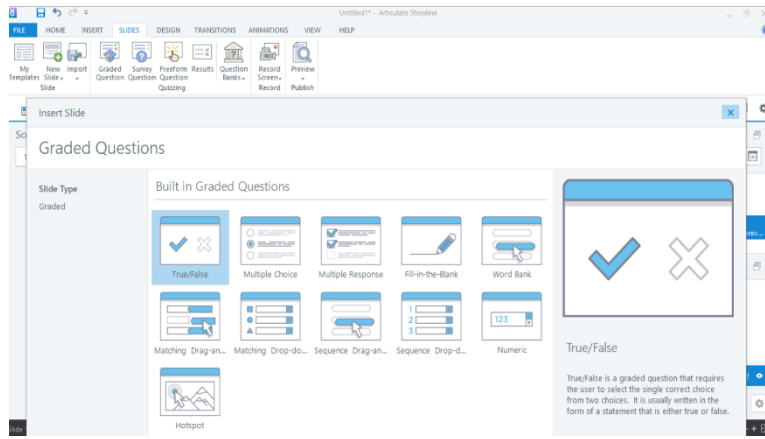 Untitled1* - Articulate Storyline
FILE HOME INSERT SLIDES DESIGN TRANSITIONS ANIMATIONS VIEW HELP
My Templates
New Slide
Import
Graded Question
Survey Question
Freeform Question
Results
Question Banks
Record Screen
Preview
Slide Quizzing Record Publish
Insert Slide
Graded Questions
Slide Type
Graded
Built in Graded Questions
True/False Multiple Choice Multiple Response Fill-in-the-Blank Word Bank
Matching Drag-an... Matching Drop-do... Sequence Drag-an... Sequence Drop-d... Numeric
1
2
3
123
Hotspot
True/False
True/False is a graded question that requires
the user to select the single correct choice
from two choices. It is usually written in the
form of a statement that is either true or false.